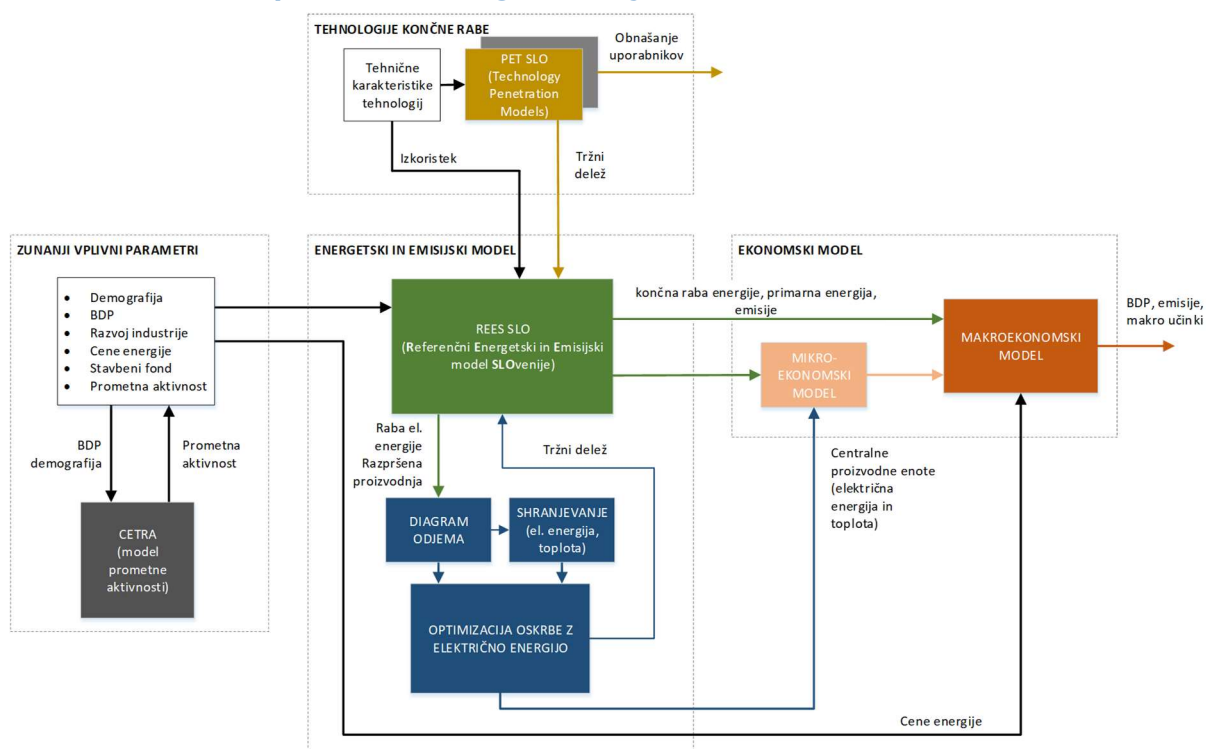 TEHNOLOGIJE KONČNE RABE
Tehnične
karakteristike
tehnologij
PET SLO
(Technology
Penetration
Models)
Obnašanje
uporabnikov
Izkoristek
Tržni
delež
ZUNANJI VPLIVNI PARAMETRI
• Demografija
• BDP
• Razvoj industrije
• Cene energije
• Stavbeni fond
• Prometna aktivnost
BDP
demografija
Prometna
aktivnost
CETRA
(model
prometne
aktivnosti)
ENERGETSKI IN EMISIJSKI MODEL
REES SLO
(Referenčni Energetski in Emisijski
model SLOvenije)
Raba el.
energije
Razpršena
proizvodnja
Tržni delež
DIAGRAM
ODJEMA
SHRANJEVANJE
(el. energija,
toplota)
OPTIMIZACIJA OSKRBE Z
ELEKTRIČNO ENERGIJO
EKONOMSKI MODEL
končna raba energije, primarna energija,
emisije
MIKRO-
EKONOMSKI
MODEL
MAKROEKONOMSKI
MODEL
BDP, emisije,
makro učinki
Centralne
proizvodne enote
(električna
energija in
toplota)
Cene energije